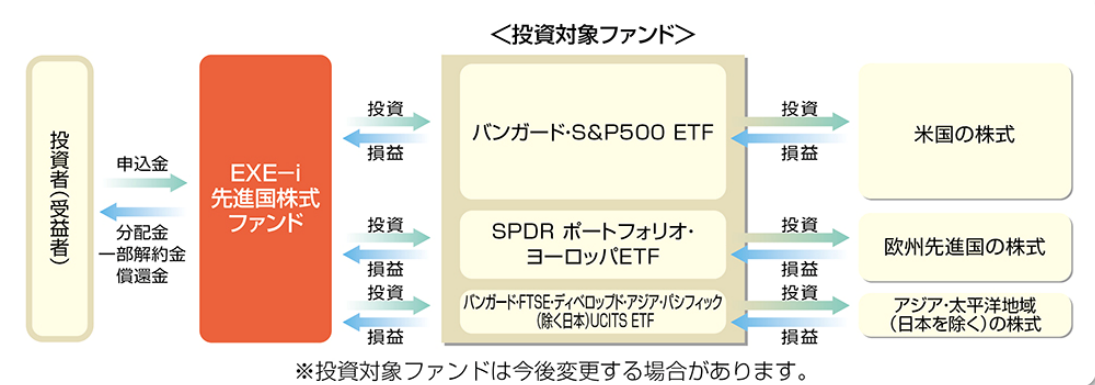 ＜投資対象ファンド＞
投資者（受益者）
申込金
分配金
一部解約金
償還金
EXE－i
先進国株式
ファンド
投資
損益
バンガード・S&P500 ETF
投資
損益
米国の株式
投資
損益
SPDR ポートフォリオ・
ヨーロッパETF
投資
損益
欧州先進国の株式
投資
損益
バンガード・FTSE・ディベロップド・アジア・パシフィック
（除く日本）UCITS ETF
投資
損益
アジア・太平洋地域
（日本を除く）の株式
※投資対象ファンドは今後変更する場合があります。